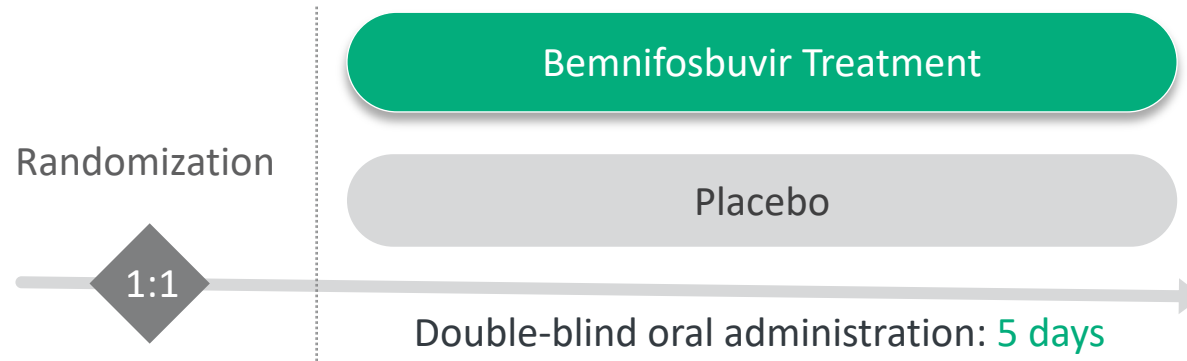 Bemnifosbuvir Treatment
Randomization
Placebo
1:1
Double-blind oral administration: 5 days